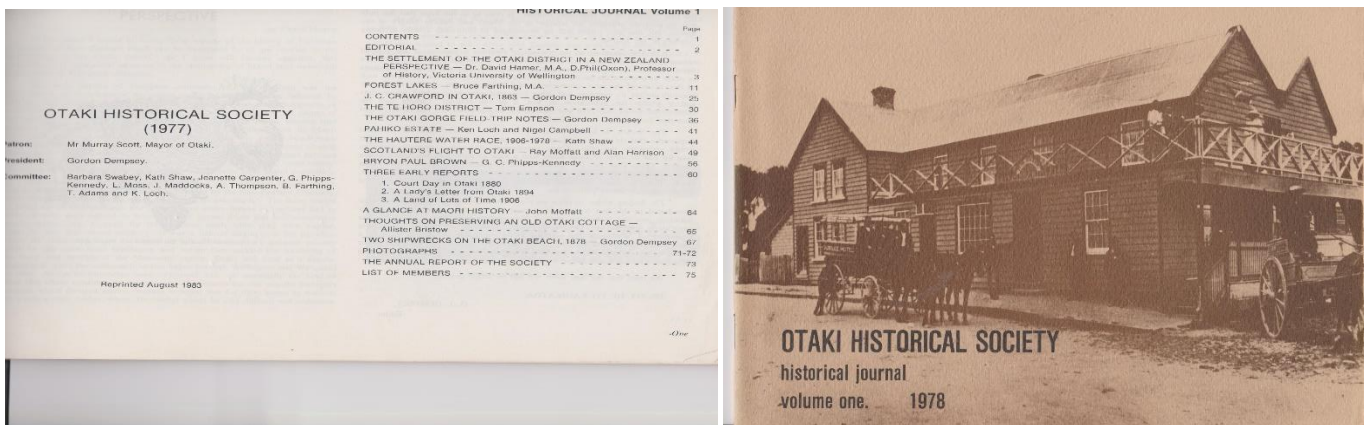 OTAKI HISTORICAL SOCIETY
(1977)
Patron: Mr Murray Scott, Mayor of Otaki.
President: Gordon Dempsey.
Committee: Barbara Swabey, Kath Shaw, Jeanette Carpenter, G. Phipps-
Kennedy, L. Moss, J. Maddocks, A. Thompson, B. Farthing,
T. Adams and K. Loch.
Reprinted August 1983
HISTORICAL JOURNAL Volume 1
Page
CONTENTS - - - 1
EDITORIAL - - - 2
THE SETTLEMENT OF THE OTAKI DISTRICT IN A NEW ZEALAND
PERSPECTIVE — Dr. David Hamer, M.A., D.Phil(Oxon), Professor
of History, Victoria University of Wellington - - - 3
FOREST LAKES — Bruce Farthing, M.A. - - - 11
J. C. CRAWFORD IN OTAKI, 1863 — Gordon Dempsey - - - 25
THE TE HORO DISTRICT — Tom Empson - - - 30
THE OTAKI GORGE FIELD-TRIP NOTES — Gordon Dempsey - - - 36
PAHIKO ESTATE — Ken Loch and Nigel Campbell - - - 41
THE HAUTERE WATER RACE, 1906-1978 — Kath Shaw - - - 44
SCOTLAND'S FLIGHT TO OTAKI — Ray Moffatt and Alan Harrison - 49
BRYON PAUL BROWN — G. C. Phipps-Kennedy - - - 56
THREE EARLY REPORTS - - - 60
1. Court Day in Otaki 1880
2. A Lady's Letter from Otaki 1894
3. A Land of Lots of Time 1906
A GLANCE AT MAORI HISTORY — John Moffatt - - - 64
THOUGHTS ON PRESERVING AN OLD OTAKI COTTAGE —
Allister Bristow - - - 65
TWO SHIPWRECKS ON THE OTAKI BEACH, 1878 — Gordon Dempsey 67
PHOTOGRAPHS - - - 71-72
THE ANNUAL REPORT OF THE SOCIETY - - - 73
LIST OF MEMBERS - - - 75
-One
OTAKI HISTORICAL SOCIETY
historical journal
volume one. 1978